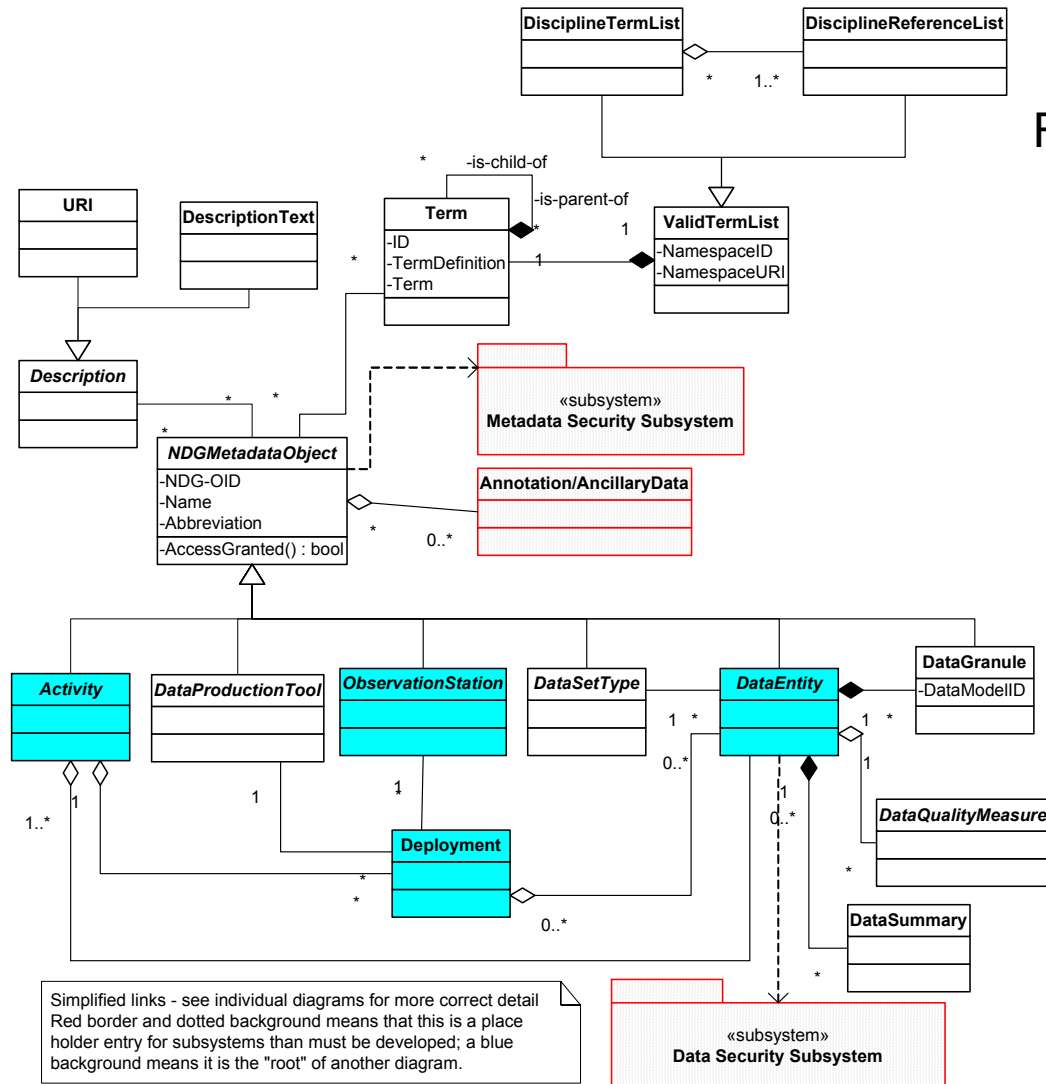 DisciplineTermList
DisciplineReferenceList
*
1..*
F
*
-is-child-of
-is-parent-of
URI
DescriptionText
Term
-ID
-TermDefinition
-Term
*
1
1
*
ValidTermList
-NamespaceID
-NamespaceURI
Description
*
*
*
«subsystem»
Metadata Security Subsystem
NDGMetadataObject
-NDG-OID
-Name
-Abbreviation
-AccessGranted() : bool
*
0..*
Annotation/AncillaryData
Activity
DataProductionTool
ObservationStation
DataSetType
DataEntity
DataGranule
-DataModelID
1
*
1
*
0..*
1
1..*
1
1
1
*
1
0..*
DataQualityMeasure
*
Deployment
*
*
0..*
DataSummary
*
Simplified links - see individual diagrams for more correct detail
Red border and dotted background means that this is a place
holder entry for subsystems than must be developed; a blue
background means it is the "root" of another diagram.
«subsystem»
Data Security Subsystem